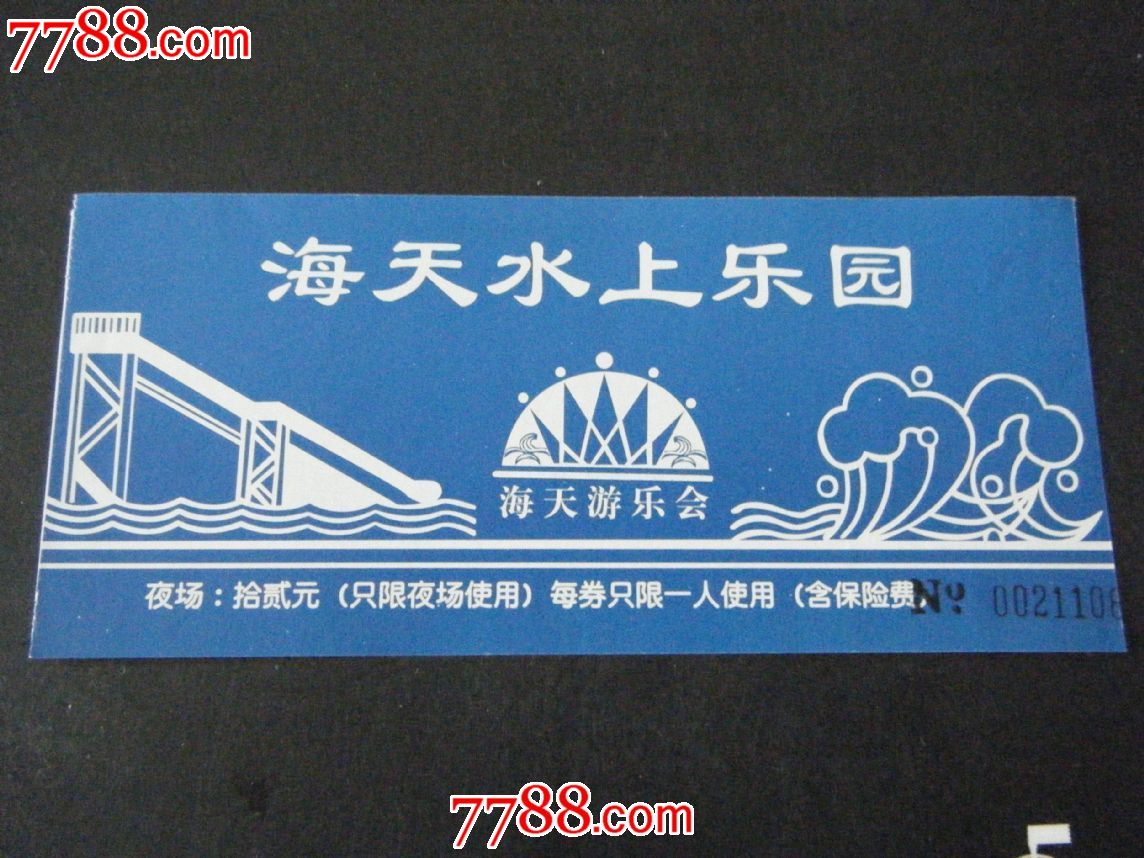 7788.com
海天水上乐园
海天游乐会
夜场：拾贰元（只限夜场使用）每券只限一人使用（含保险费） Nº 0021108
7788.com